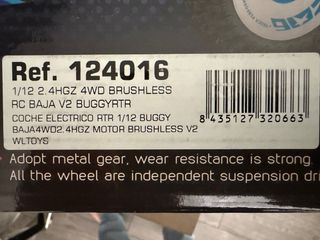 Ref. 124016
1/12 2.4HGZ 4WD BRUSHLESS
RC BAJA V2 BUGGYRTR
COCHE ELECTRICO RTR 1/12 BUGGY
BAJA4WD2.4HGZ MOTOR BRUSHLESS V2
WLTOYS
8 435127 320663
Adopt metal gear, wear resistance is strong.
All the wheel are independent suspension